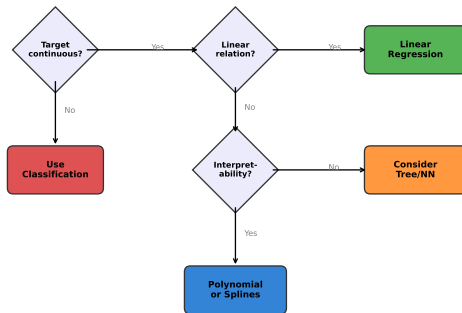 Target
continuous?
Yes
Linear
relation?
Yes
Linear
Regression
No
No
Use
Classification
Interpret-
ability?
No
Consider
Tree/NN
Yes
Polynomial
or Splines